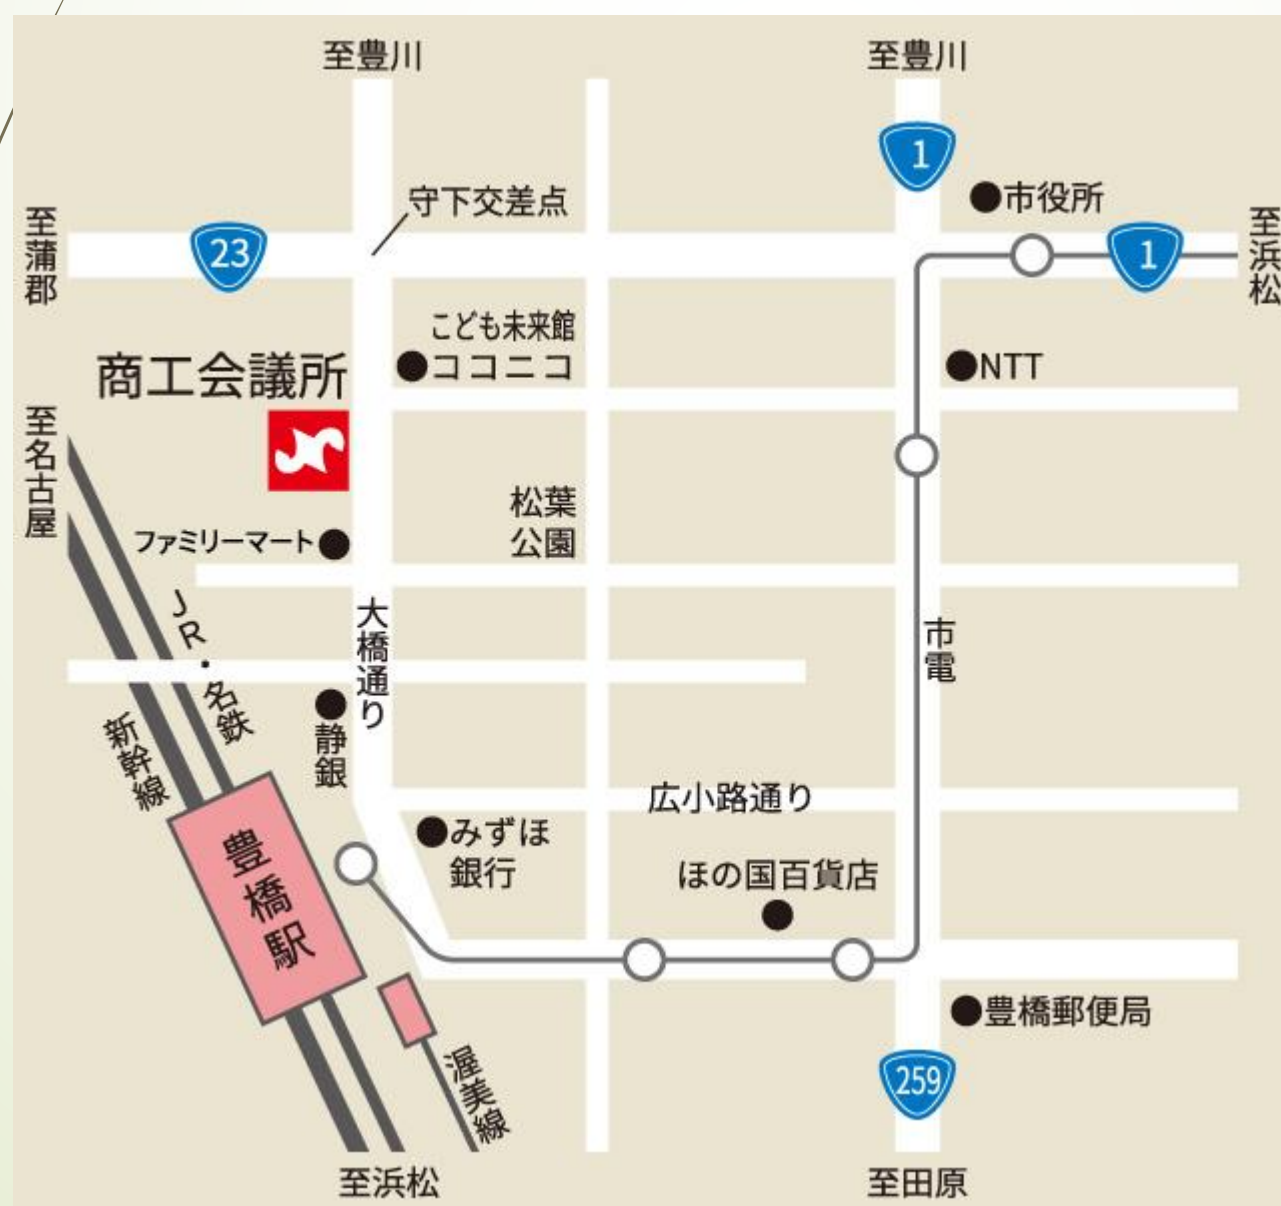 至豊川
至豊川
1
守下交差点
市役所
至蒲郡
23
1
至浜松
こども未来館
ココニコ
商工会議所
NTT
至名古屋
松葉
公園
ファミリーマート
JR・名鉄
大橋通り
市電
新幹線
静銀
広小路通り
みずほ
銀行
豊橋駅
ほの国百貨店
豊橋郵便局
渥美線
259
至浜松
至田原